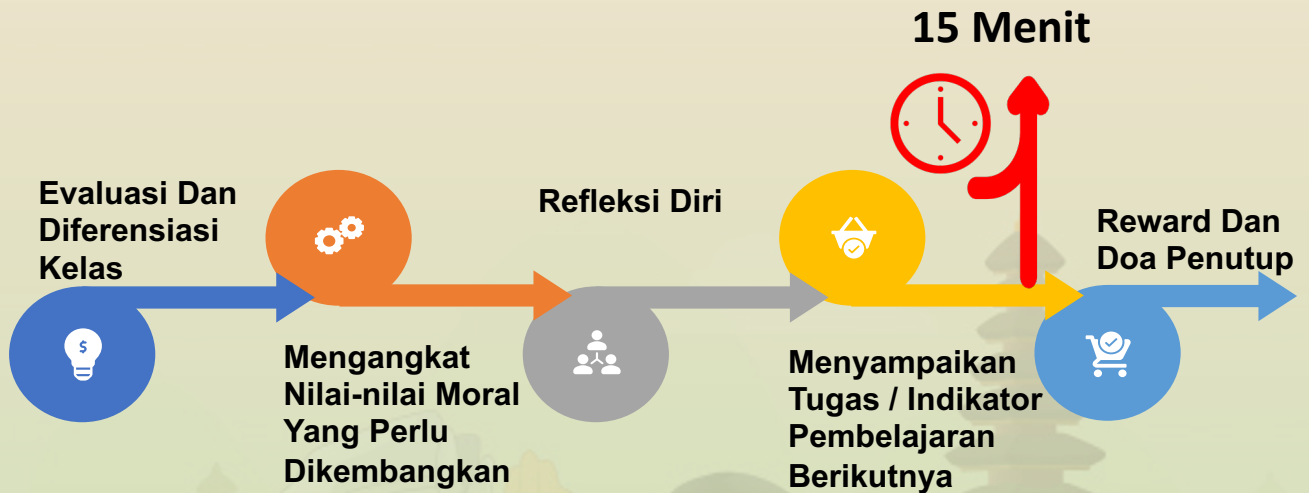 15 Menit
Evaluasi Dan
Diferensiasi
Kelas
Mengangkat
Nilai-nilai Moral
Yang Perlu
Dikembangkan
Refleksi Diri
Menyampaikan
Tugas / Indikator
Pembelajaran
Berikutnya
Reward Dan
Doa Penutup
$